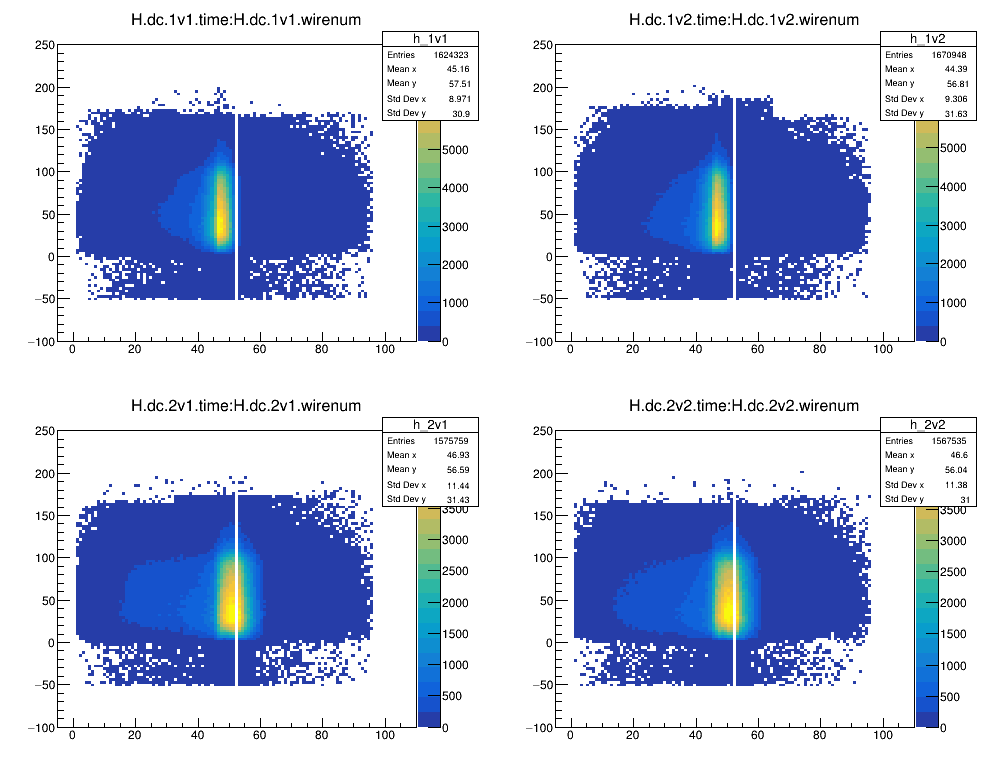 H.dc.1v1.time:H.dc.1v1.wirenum
h_1v1
Entries 1624323
Mean x 45.16
Mean y 57.51
Std Dev x 8.971
Std Dev y 30.9
250
200
150
100
50
0
−50
−100
0 20 40 60 80 100
5000
4000
3000
2000
1000
0
H.dc.1v2.time:H.dc.1v2.wirenum
h_1v2
Entries 1670948
Mean x 44.39
Mean y 56.81
Std Dev x 9.306
Std Dev y 31.63
250
200
150
100
50
0
−50
−100
0 20 40 60 80 100
5000
4000
3000
2000
1000
0
H.dc.2v1.time:H.dc.2v1.wirenum
h_2v1
Entries 1575759
Mean x 46.93
Mean y 56.59
Std Dev x 11.44
Std Dev y 31.43
250
200
150
100
50
0
−50
−100
0 20 40 60 80 100
3500
3000
2500
2000
1500
1000
500
0
H.dc.2v2.time:H.dc.2v2.wirenum
h_2v2
Entries 1567535
Mean x 46.6
Mean y 56.04
Std Dev x 11.38
Std Dev y 31
250
200
150
100
50
0
−50
−100
0 20 40 60 80 100
3500
3000
2500
2000
1500
1000
500
0